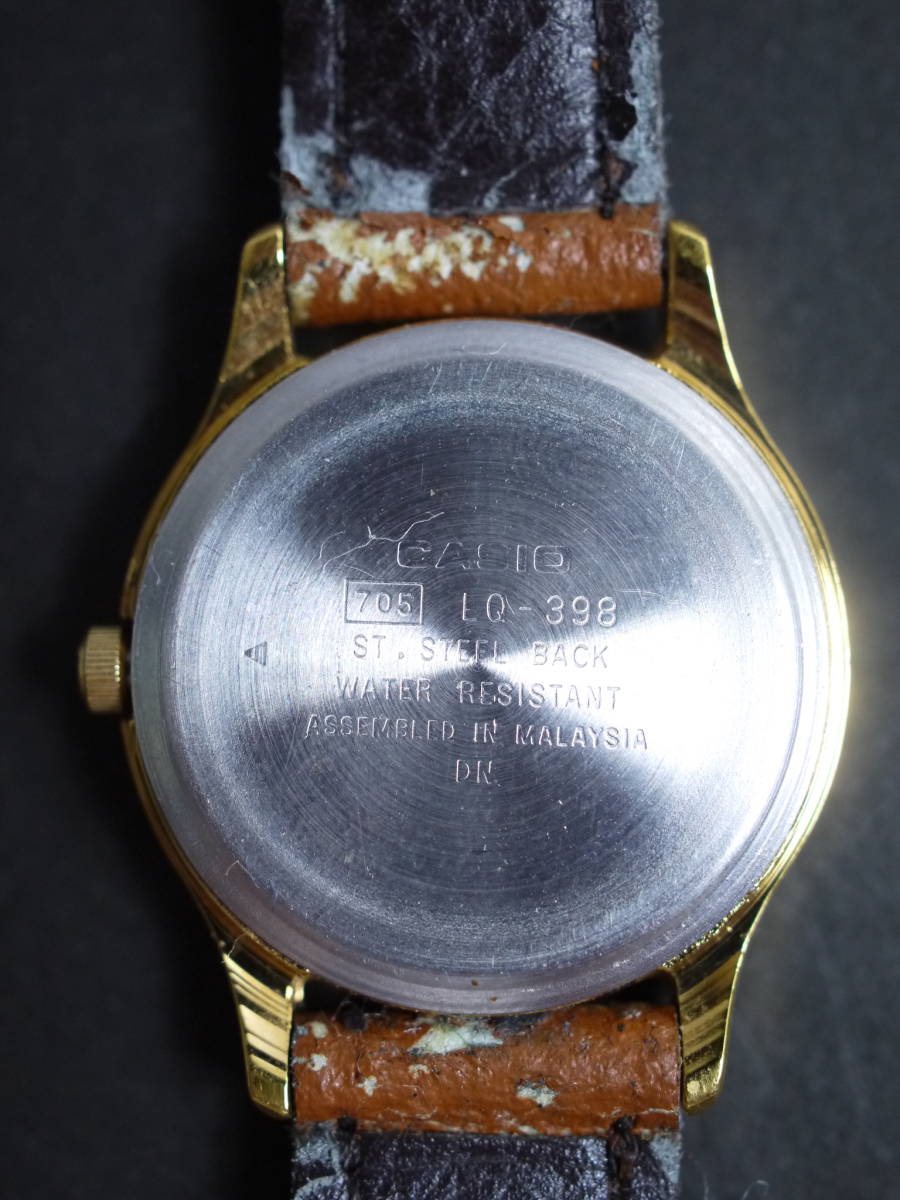 CASIO
705 LQ-398
ST. STEEL BACK
WATER RESISTANT
ASSEMBLED IN MALAYSIA
DN